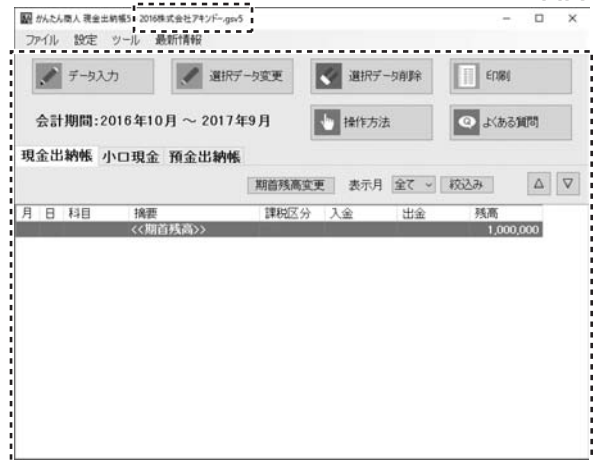 かんたん商人 現金出納帳5 2016株式会社アキンドー.gsv5
ファイル 設定 ツール 最新情報
データ入力 選択データ変更 選択データ削除 印刷
会計期間:2016年10月 ～ 2017年9月 操作方法 よくある質問
現金出納帳 小口現金 預金出納帳
期首残高変更 表示月 全て 絞込み △ ▽
月 日 科目 摘要 課税区分 入金 出金 残高
<<期首残高>> 1,000,000